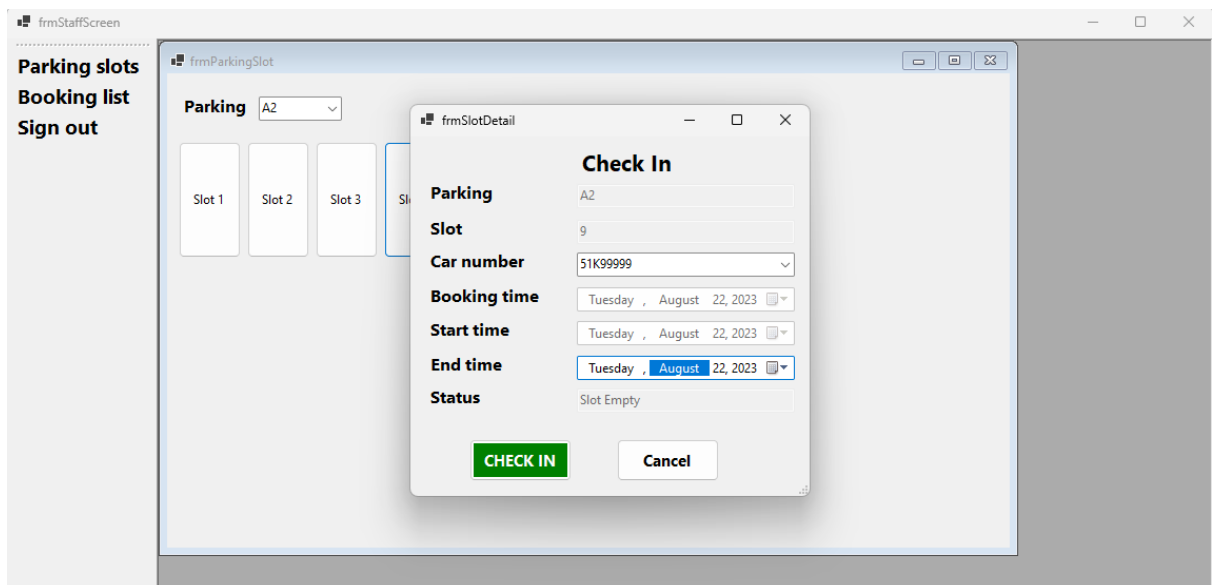 frmStaffScreen
Parking slots
Booking list
Sign out
frmParkingSlot
Parking A2
Slot 1 Slot 2 Slot 3
frmSlotDetail
Check In
Parking A2
Slot 9
Car number 51K99999
Booking time Tuesday , August 22, 2023
Start time Tuesday , August 22, 2023
End time Tuesday , August 22, 2023
Status Slot Empty
CHECK IN Cancel